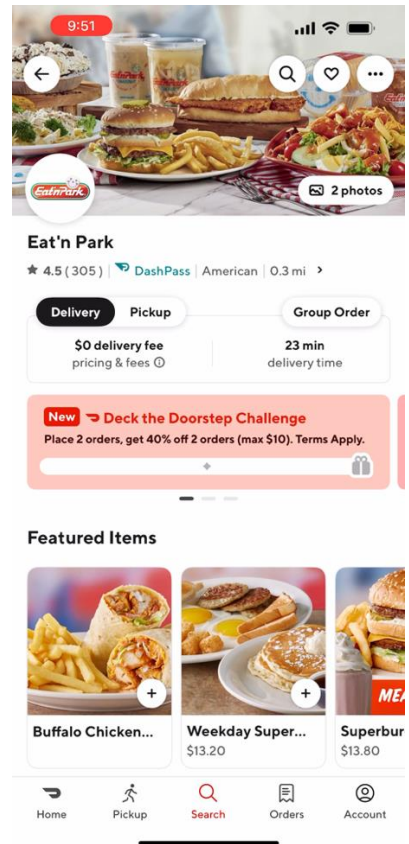 9:51
Eat'nPark
2 photos
Eat'n Park
4.5 (305) | DashPass | American | 0.3 mi
Delivery Pickup Group Order
$0 delivery fee 23 min
pricing & fees delivery time
New Deck the Doorstep Challenge
Place 2 orders, get 40% off 2 orders (max $10). Terms Apply.
Featured Items
MEA
Buffalo Chicken... Weekday Super... Superbur
$13.20 $13.80
Home Pickup Search Orders Account